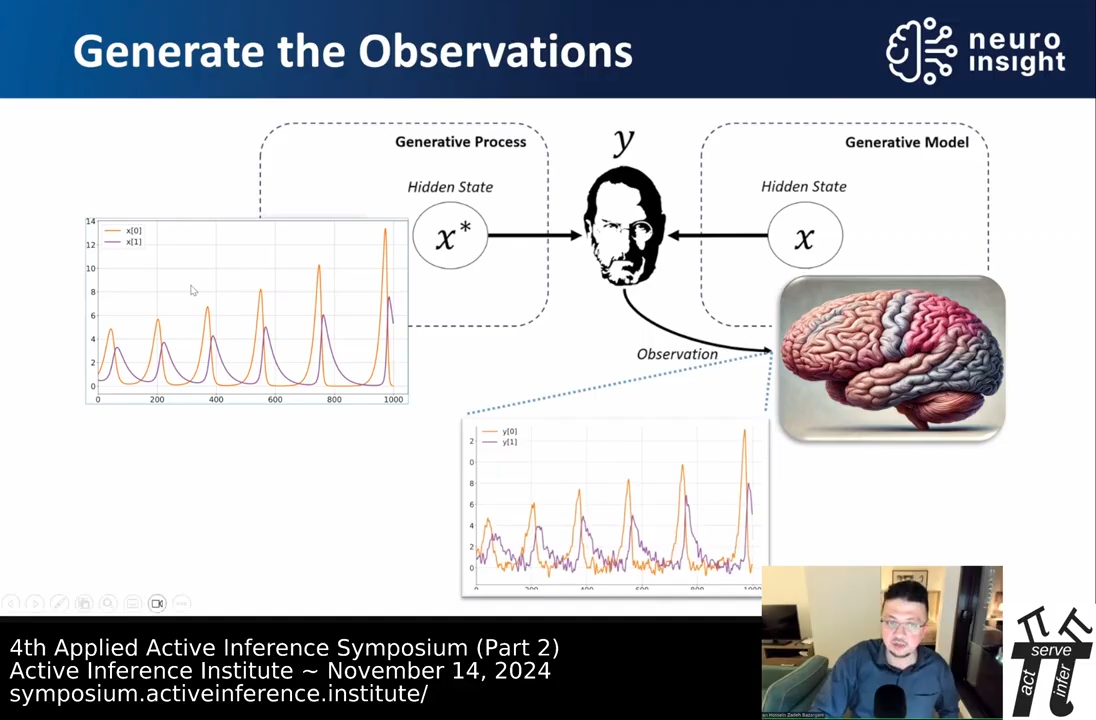 Generate the Observations
neuro
insight
Generative Process
Hidden State
x*
y
Generative Model
Hidden State
x
Observation
x[0]
x[1]
14
12
10
8
6
4
2
0
0 200 400 600 800 1000
y[0]
y[1]
2
0
8
6
4
2
0
4th Applied Active Inference Symposium (Part 2)
Active Inference Institute ~ November 14, 2024
symposium.activeinference.institute/
π π
serve
act
infer